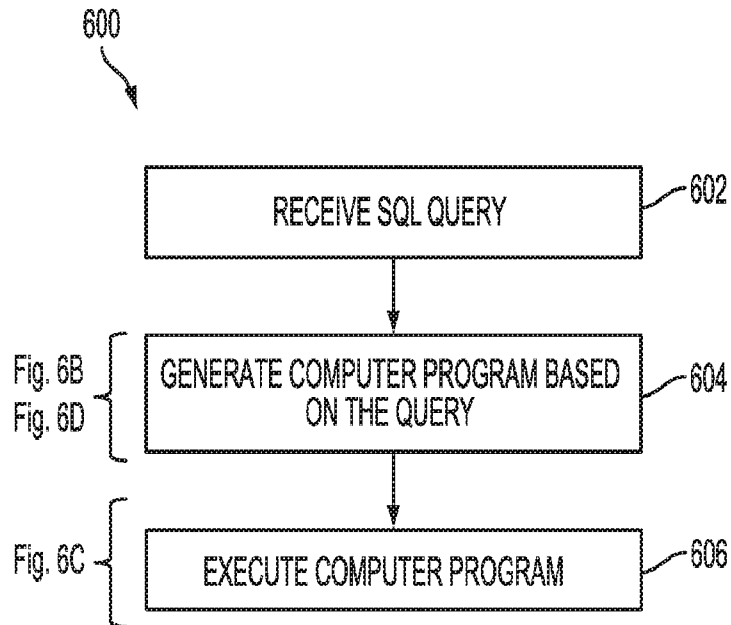 600
RECEIVE SQL QUERY
602
Fig. 6B
Fig. 6D
GENERATE COMPUTER PROGRAM BASED
ON THE QUERY
604
Fig. 6C
EXECUTE COMPUTER PROGRAM
606